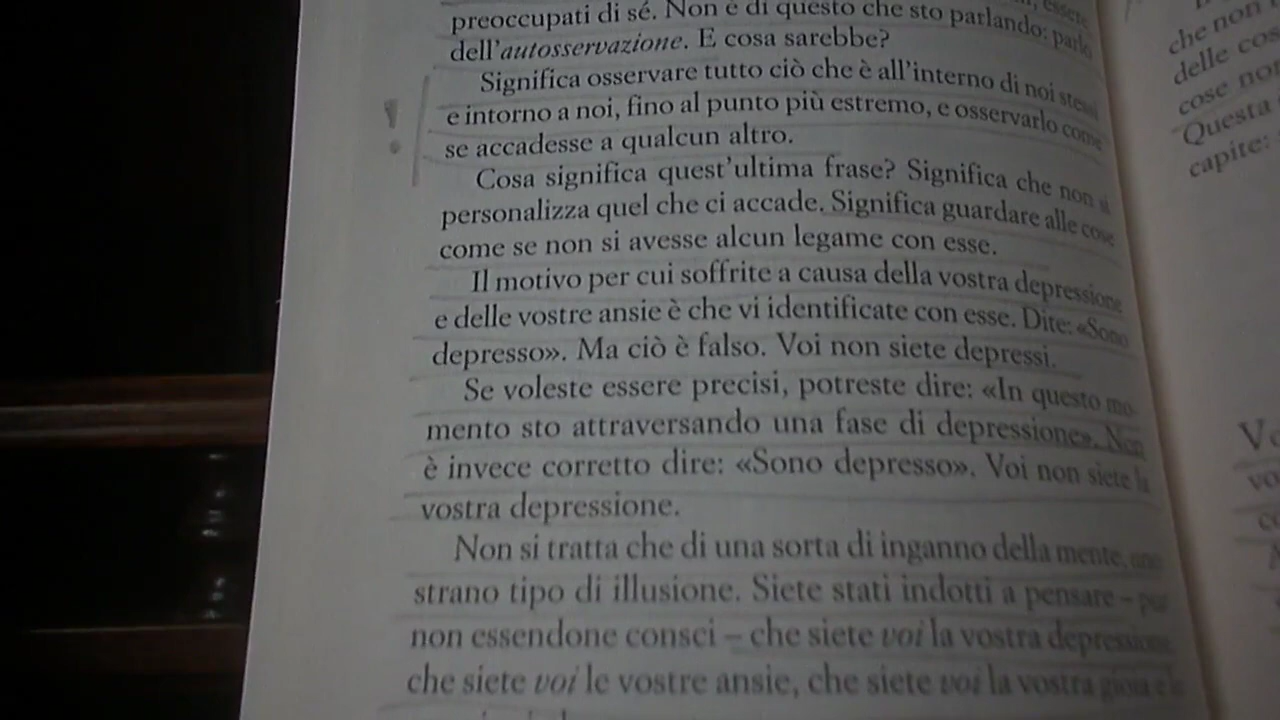 essere
preoccupati di sé. Non è di questo che sto parlando: parlo
dell'autosservazione. E cosa sarebbe?
Significa osservare tutto ciò che è all'interno di noi stessi
e intorno a noi, fino al punto più estremo, e osservarlo come
se accadesse a qualcun altro.
Cosa significa quest'ultima frase? Significa che non si
personalizza quel che ci accade. Significa guardare alle cose
come se non si avesse alcun legame con esse.
Il motivo per cui soffrite a causa della vostra depressione
e delle vostre ansie è che vi identificate con esse. Dite: «Sono
depresso». Ma ciò è falso. Voi non siete depressi.
Se voleste essere precisi, potreste dire: «In questo mo-
mento sto attraversando una fase di depressione». Non
è invece corretto dire: «Sono depresso». Voi non siete la
vostra depressione.
Non si tratta che di una sorta di inganno della mente, uno
strano tipo di illusione. Siete stati indotti a pensare – pur
non essendone consci – che siete voi la vostra depressione
che siete voi le vostre ansie, che siete voi la vostra gioia
che non
delle cos
cose non
Questa
capite:
vo